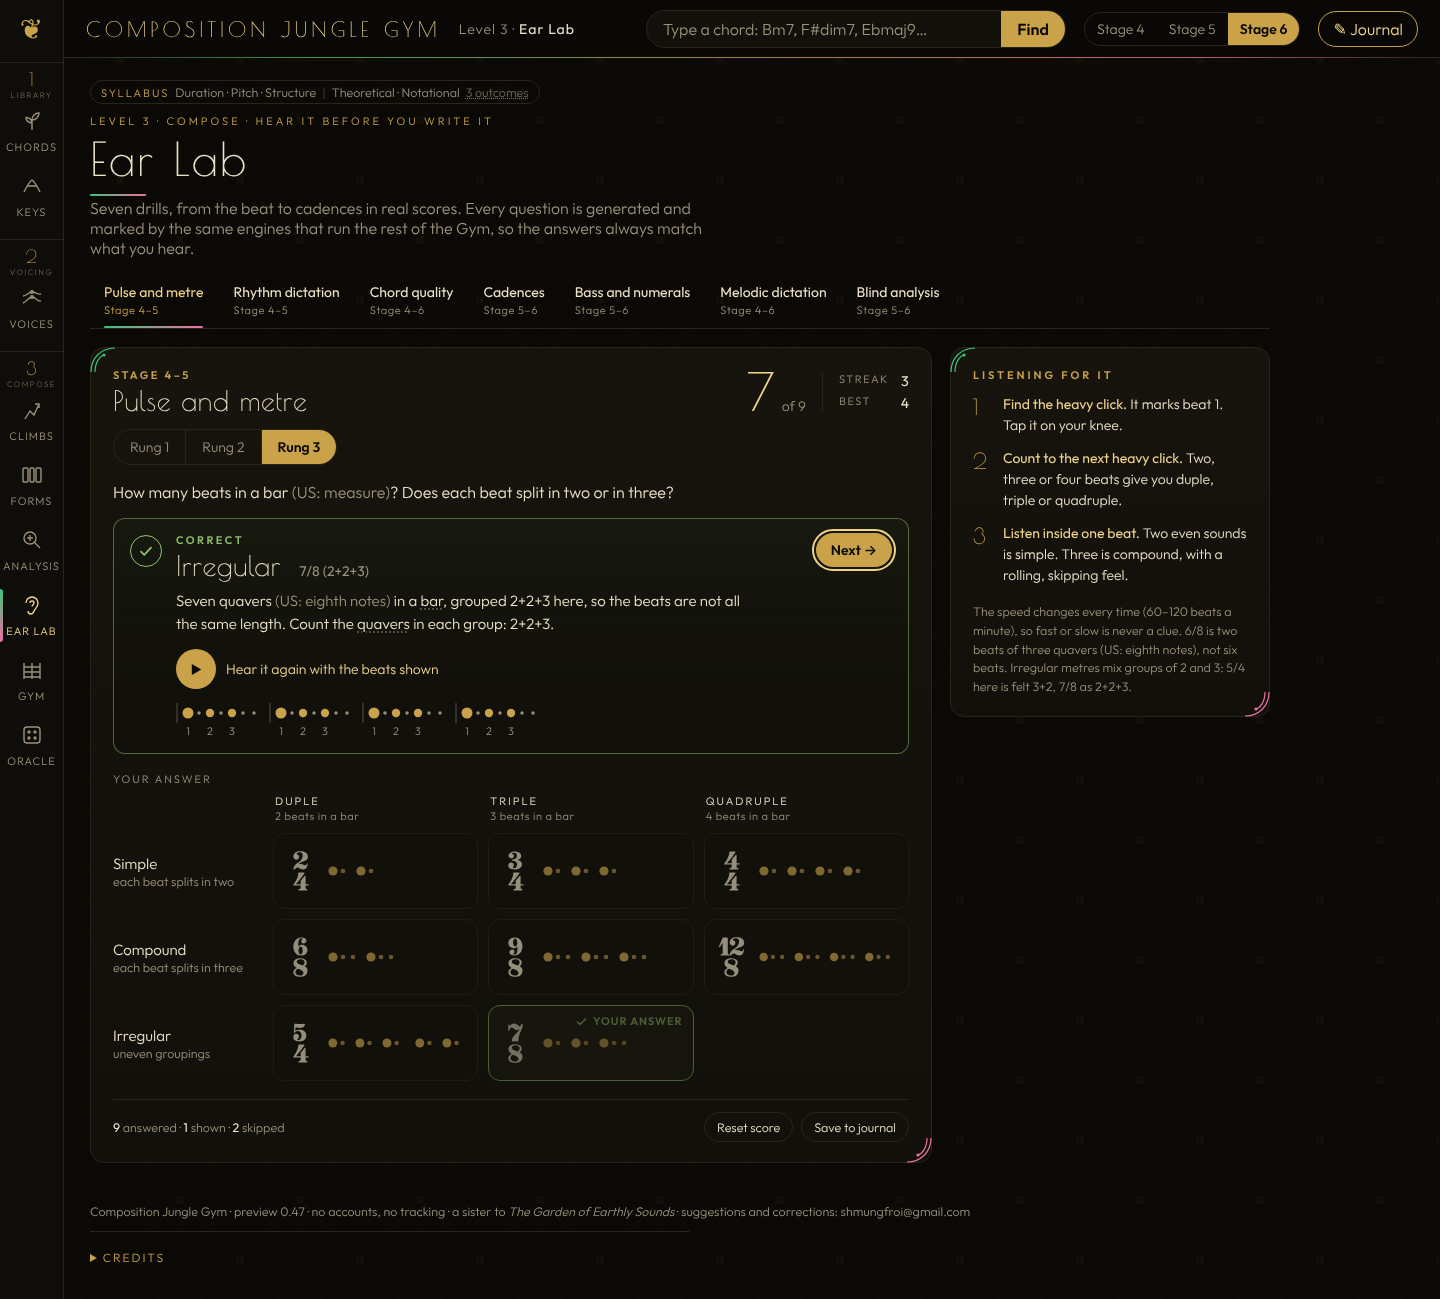 COMPOSITION JUNGLE GYM
Level 3 · Ear Lab
Type a chord: Bm7, F#dim7, Ebmaj9...
Find
Stage 4
Stage 5
Stage 6
✎ Journal
1
LIBRARY
CHORDS
KEYS
2
VOICING
VOICES
3
COMPOSE
CLIMBS
FORMS
ANALYSIS
EAR LAB
GYM
ORACLE
SYLLABUS Duration · Pitch · Structure | Theoretical · Notational 3 outcomes
LEVEL 3 · COMPOSE · HEAR IT BEFORE YOU WRITE IT
Ear Lab
Seven drills, from the beat to cadences in real scores. Every question is generated and
marked by the same engines that run the rest of the Gym, so the answers always match
what you hear.
Pulse and metre
Stage 4–5
Rhythm dictation
Stage 4–5
Chord quality
Stage 4–6
Cadences
Stage 5–6
Bass and numerals
Stage 5–6
Melodic dictation
Stage 4–6
Blind analysis
Stage 5–6
STAGE 4–5
Pulse and metre
7 of 9
STREAK 3
BEST 4
Rung 1
Rung 2
Rung 3
How many beats in a bar (US: measure)? Does each beat split in two or in three?
CORRECT
Irregular 7/8 (2+2+3)
Next →
Seven quavers (US: eighth notes) in a bar, grouped 2+2+3 here, so the beats are not all
the same length. Count the quavers in each group: 2+2+3.
Hear it again with the beats shown
1 2 3 1 2 3 1 2 3 1 2 3
YOUR ANSWER
DUPLE
2 beats in a bar
TRIPLE
3 beats in a bar
QUADRUPLE
4 beats in a bar
Simple
each beat splits in two
2
4
3
4
4
4
Compound
each beat splits in three
6
8
9
8
12
8
Irregular
uneven groupings
5
4
7
8
YOUR ANSWER
9 answered · 1 shown · 2 skipped
Reset score
Save to journal
LISTENING FOR IT
1
Find the heavy click. It marks beat 1.
Tap it on your knee.
2
Count to the next heavy click. Two,
three or four beats give you duple,
triple or quadruple.
3
Listen inside one beat. Two even sounds
is simple. Three is compound, with a
rolling, skipping feel.
The speed changes every time (60–120 beats a
minute), so fast or slow is never a clue. 6/8 is two
beats of three quavers (US: eighth notes), not six
beats. Irregular metres mix groups of 2 and 3: 5/4
here is felt 3+2, 7/8 as 2+2+3.
Composition Jungle Gym · preview 0.47 · no accounts, no tracking · a sister to The Garden of Earthly Sounds · suggestions and corrections: shmungfroi@gmail.com
CREDITS